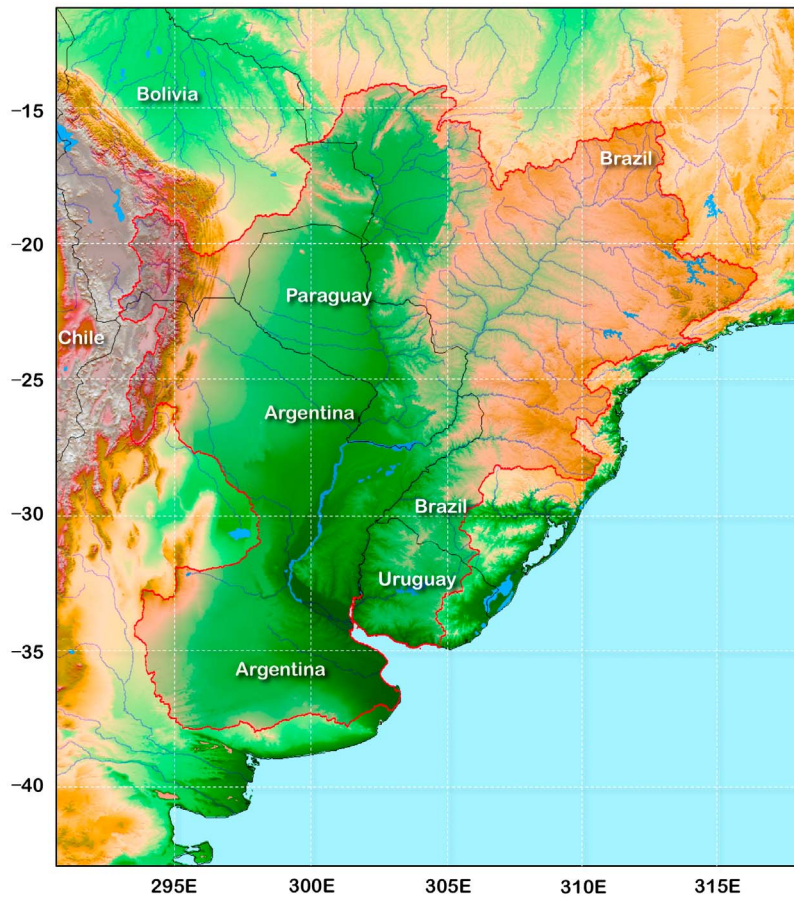 Bolivia
−15
Brazil
−20
Paraguay
Chile
−25
Argentina
Brazil
−30
Uruguay
−35
Argentina
−40
295E 300E 305E 310E 315E